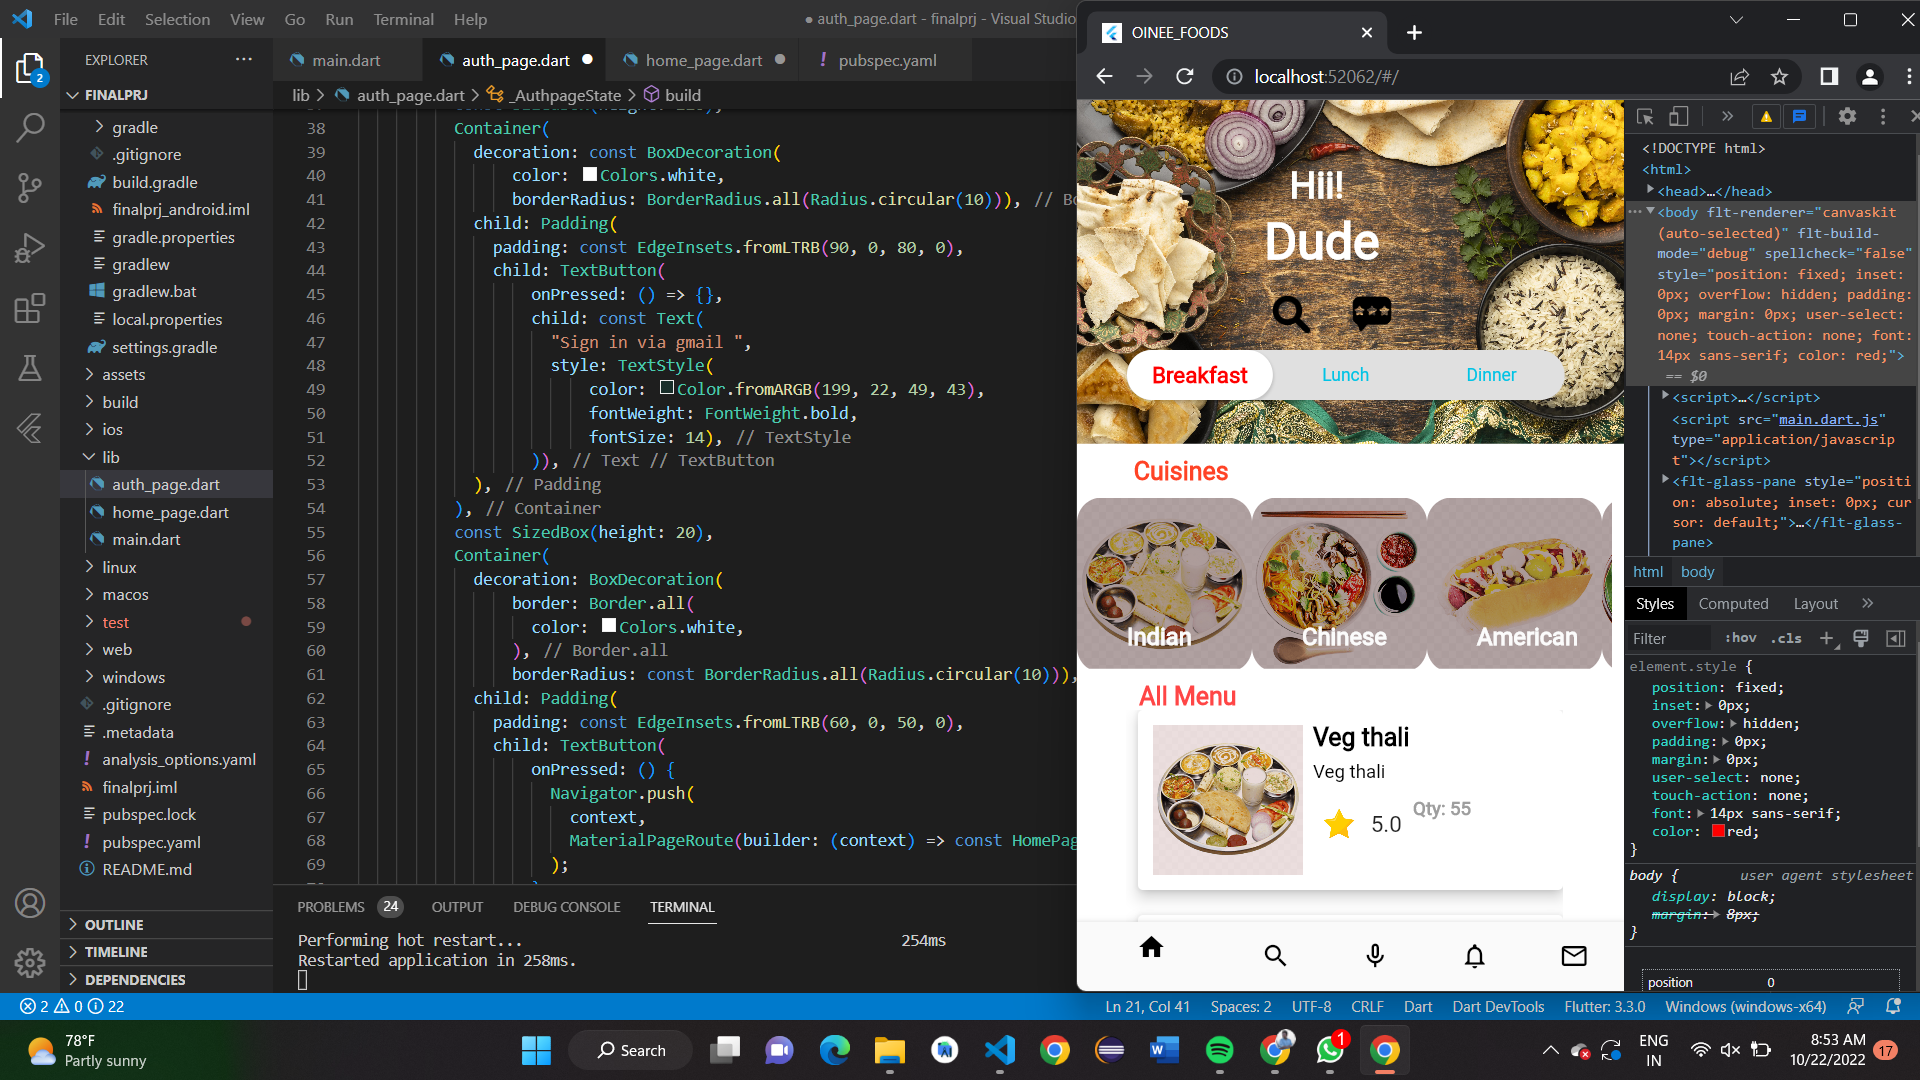 File Edit Selection View Go Run Terminal Help
● auth_page.dart - finalprj - Visual Studio
EXPLORER
FINALPRJ
gradle
.gitignore
build.gradle
finalprj_android.iml
gradle.properties
gradlew
gradlew.bat
local.properties
settings.gradle
assets
build
ios
lib
auth_page.dart
home_page.dart
main.dart
linux
macos
test
web
windows
.gitignore
.metadata
analysis_options.yaml
finalprj.iml
pubspec.lock
pubspec.yaml
README.md
OUTLINE
TIMELINE
DEPENDENCIES
2
main.dart auth_page.dart home_page.dart pubspec.yaml
lib > auth_page.dart > _AuthpageState > build
38 Container(
39 decoration: const BoxDecoration(
40 color: Colors.white,
41 borderRadius: BorderRadius.all(Radius.circular(10))), //
42 child: Padding(
43 padding: const EdgeInsets.fromLTRB(90, 0, 80, 0),
44 child: TextButton(
45 onPressed: () => {},
46 child: const Text(
47 "Sign in via gmail ",
48 style: TextStyle(
49 color: Color.fromARGB(199, 22, 49, 43),
50 fontWeight: FontWeight.bold,
51 fontSize: 14), // TextStyle
52 )), // Text // TextButton
53 ), // Padding
54 ), // Container
55 const SizedBox(height: 20),
56 Container(
57 decoration: BoxDecoration(
58 border: Border.all(
59 color: Colors.white,
60 ), // Border.all
61 borderRadius: const BorderRadius.all(Radius.circular(10))),
62 child: Padding(
63 padding: const EdgeInsets.fromLTRB(60, 0, 50, 0),
64 child: TextButton(
65 onPressed: () {
66 Navigator.push(
67 context,
68 MaterialPageRoute(builder: (context) => const HomePag
69 );
PROBLEMS 24 OUTPUT DEBUG CONSOLE TERMINAL
Performing hot restart... 254ms
Restarted application in 258ms.
OINEE_FOODS
localhost:52062/#/
Hii!
Dude
Breakfast Lunch Dinner
Cuisines
Indian Chinese American
All Menu
Veg thali
Veg thali
5.0 Qty: 55
<!DOCTYPE html>
<html>
<head>…</head>
<body flt-renderer="canvaskit
(auto-selected)" flt-build-
mode="debug" spellcheck="false"
style="position: fixed; inset:
0px; overflow: hidden; padding:
0px; margin: 0px; user-select:
none; touch-action: none; font:
14px sans-serif; color: red;">
== $0
<script>…</script>
<script src="main.dart.js"
type="application/javascrip
t"></script>
<flt-glass-pane style="positi
on: absolute; inset: 0px; cur
sor: default;">…</flt-glass-
pane>
html body
Styles Computed Layout
Filter :hov .cls
element.style {
position: fixed;
inset: 0px;
overflow: hidden;
padding: 0px;
margin: 0px;
user-select: none;
touch-action: none;
font: 14px sans-serif;
color: red;
}
body { user agent stylesheet
display: block;
margin: 8px;
}
position 0
2 0 22
Ln 21, Col 41 Spaces: 2 UTF-8 CRLF Dart Dart DevTools Flutter: 3.3.0 Windows (windows-x64)
78°F
Partly sunny
Search
1
ENG
IN
8:53 AM
10/22/2022
17